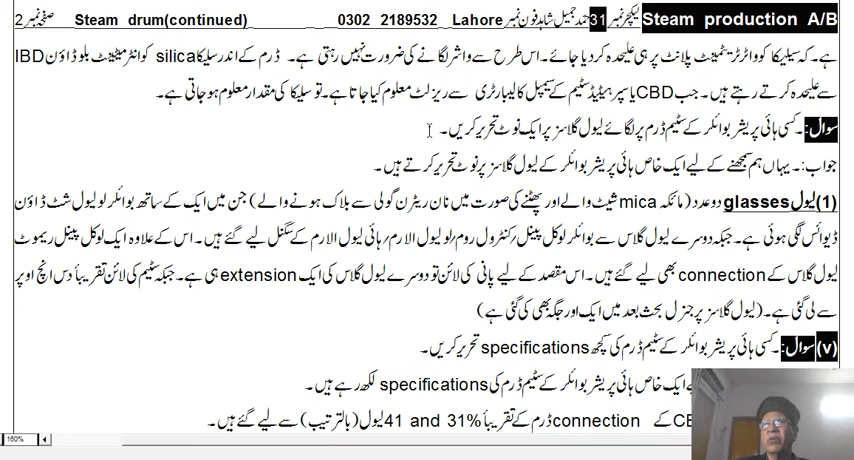 Steam production A/B لیکچر نمبر 31 محمد جمیل شاہد فون نمبر 0302 2189532 Lahore Steam drum(continued) صفحہ نمبر 2
ہے۔ کہ سیلیکا کو واٹر ٹریٹمنٹ پلانٹ پر ہی علیحدہ کر دیا جائے۔ اس طرح سے واشر لگانے کی ضرورت نہیں رہتی ہے۔ ڈرم کے اندر سلیکا silica کو انٹرمیٹنٹ بلو ڈاؤن IBD
سے علیحدہ کرتے رہتے ہیں۔ جب CBD یا سپر ہیٹیڈ سٹیم کے سیمپل کا لیبارٹری سے ریزلٹ معلوم کیا جاتا ہے۔ تو سلیکا کی مقدار معلوم ہو جاتی ہے۔
سوال:۔ کسی ہائی پریشر بوائلر کے سٹیم ڈرم پر لگائے لیول گلاسز پر ایک نوٹ تحریر کریں۔
جواب:۔ یہاں ہم سمجھنے کے لیے ایک خاص ہائی پریشر بوائلر کے لیول گلاسز پر نوٹ تحریر کرتے ہیں۔
(1) لیول glasses دو عدد (مائکہ mica شیٹ والے اور پھٹنے کی صورت میں نان ریٹرن گولی سے بلاک ہونے والے) جن میں ایک کے ساتھ بوائلر لو لیول شٹ ڈاؤن
ڈیوائس لگی ہوئی ہے۔ جبکہ دوسرے لیول گلاس سے بوائلر لوکل پینل/کنٹرول روم/لو لیول الارم/ہائی لیول الارم کے سگنل لیے گئے ہیں۔ اس کے علاوہ ایک لوکل پینل ریموٹ
لیول گلاس کے connection بھی لیے گئے ہیں۔ اس مقصد کے لیے پانی کی لائن تو دوسرے لیول گلاس کی ایک extension ہی ہے۔ جبکہ سٹیم کی لائن تقریباً دس انچ اوپر
سے لی گئی ہے۔ (لیول گلاسز پر جنرل بحث بعد میں ایک اور جگہ بھی کی گئی ہے)
(v) سوال:۔ کسی ہائی پریشر بوائلر کے سٹیم ڈرم کی کچھ specifications تحریر کریں۔
ایک خاص ہائی پریشر بوائلر کے سٹیم ڈرم کی specifications لکھ رہے ہیں۔
کے connection ڈرم کے تقریباً 31% and 41 لیول (بالترتیب) سے لیے گئے ہیں۔
160%